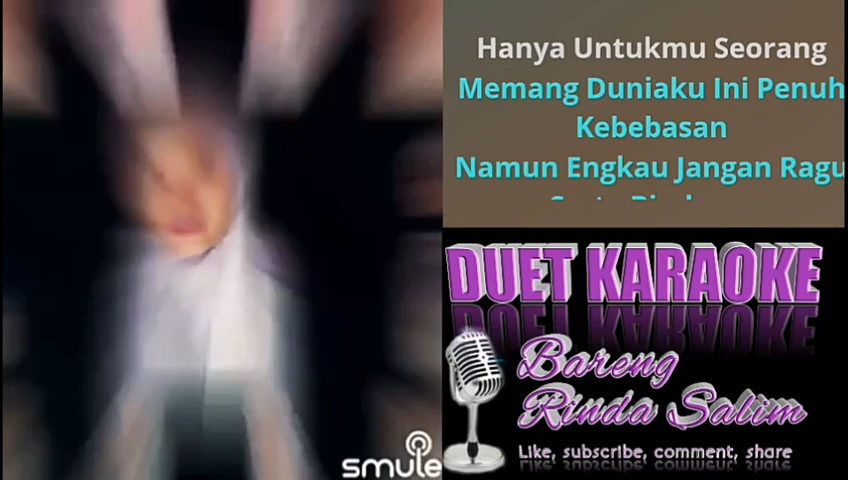 Hanya Untukmu Seorang
Memang Duniaku Ini Penuh
Kebebasan
Namun Engkau Jangan Ragu
DUET KARAOKE
Bareng
Rinda Salim
Like, subscribe, comment, share
smule